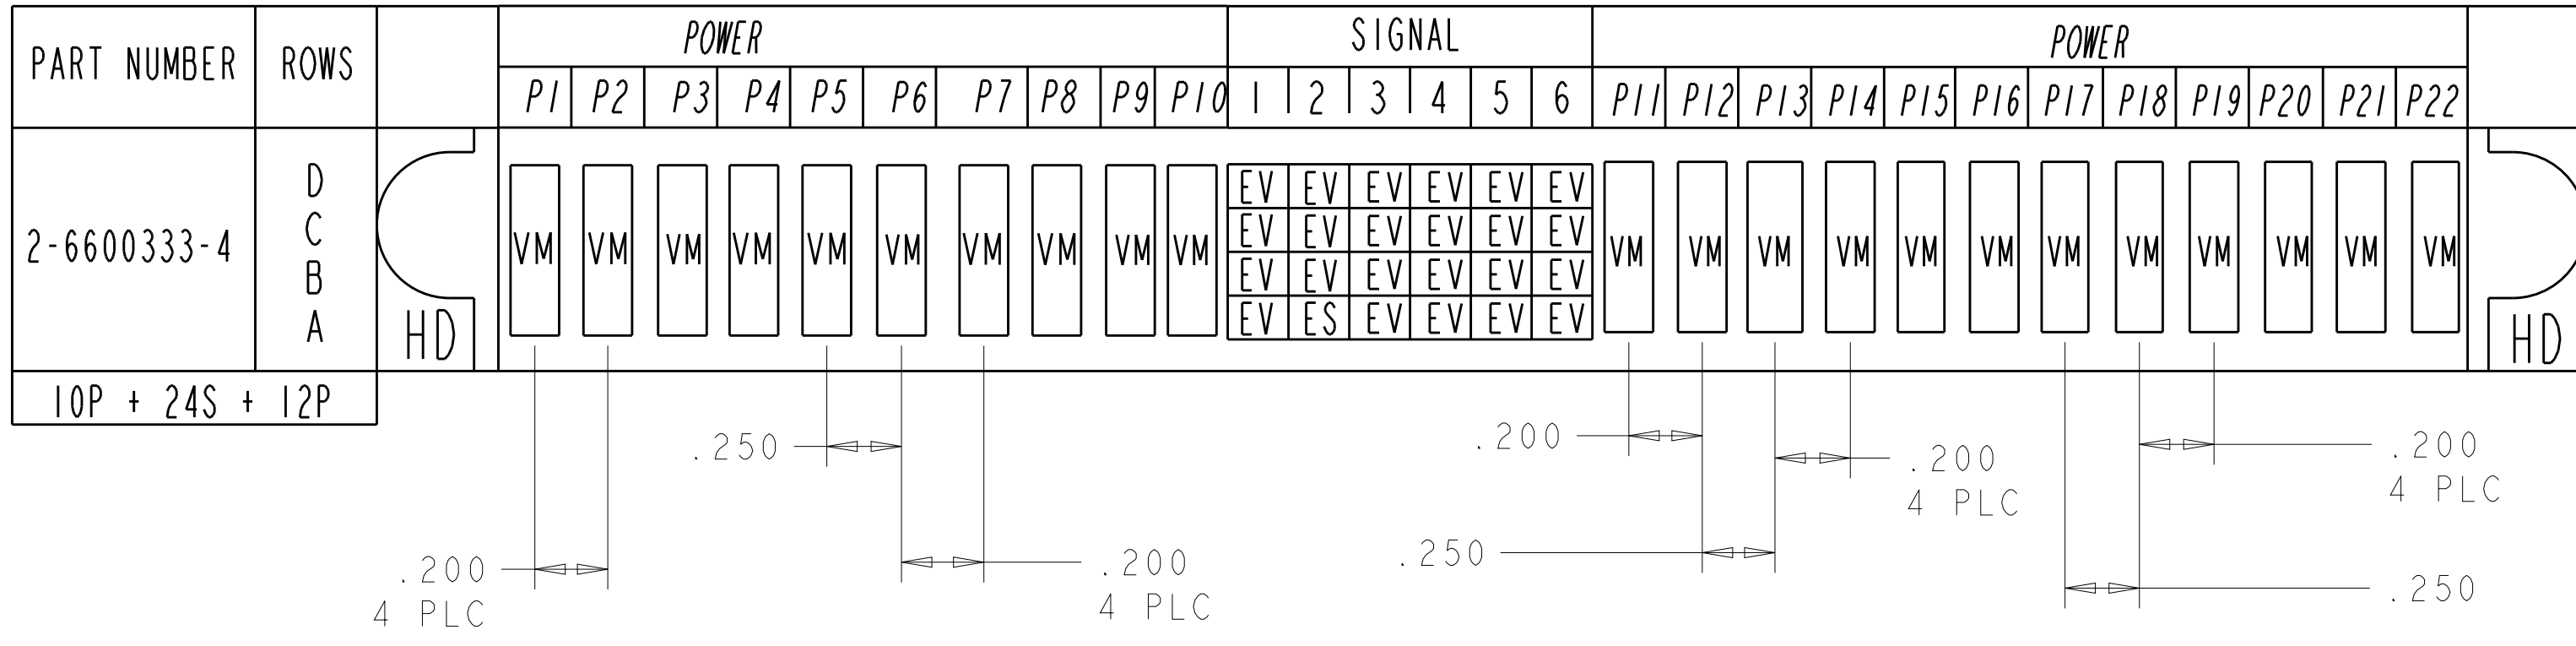 PART NUMBER ROWS POWER SIGNAL POWER
P1 P2 P3 P4 P5 P6 P7 P8 P9 P10 1 2 3 4 5 6 P11 P12 P13 P14 P15 P16 P17 P18 P19 P20 P21 P22
2-6600333-4
D
C
B
A
HD
VM VM VM VM VM VM VM VM VM VM
EV EV EV EV EV EV
EV EV EV EV EV EV
EV EV EV EV EV EV
EV ES EV EV EV EV
VM VM VM VM VM VM VM VM VM VM VM VM
HD
10P + 24S + 12P
.200
4 PLC
.250
.200
4 PLC
.200
.250
.200
4 PLC
.200
4 PLC
.250